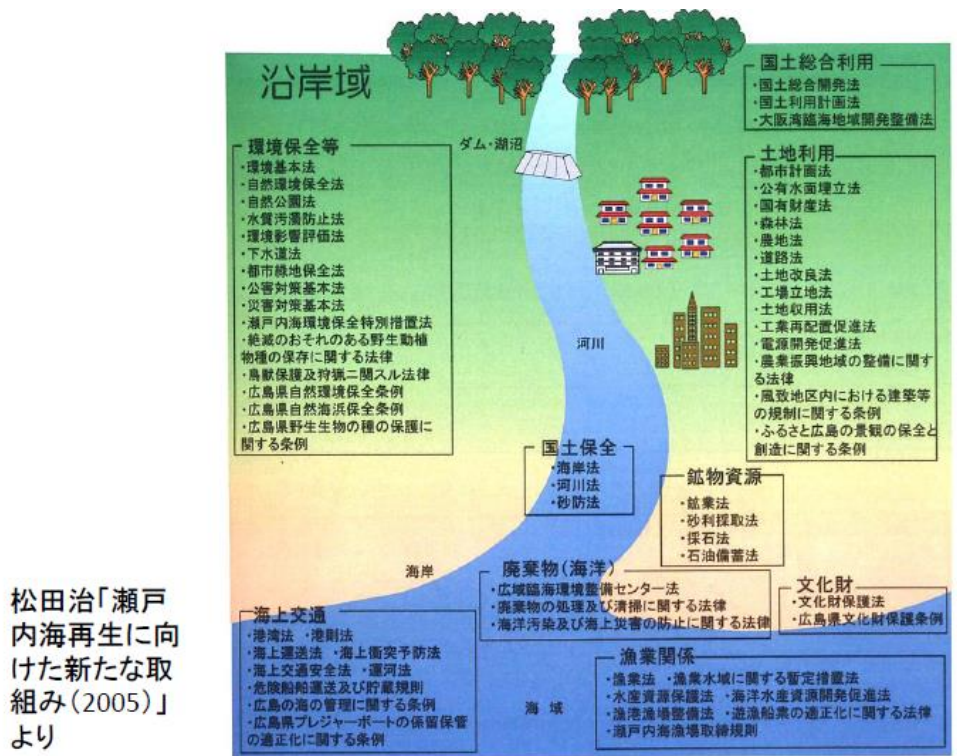 沿岸域
国土総合利用
・国土総合開発法
・国土利用計画法
・大阪湾臨海地域開発整備法
環境保全等
・環境基本法
・自然環境保全法
・自然公園法
・水質汚濁防止法
・環境影響評価法
・下水道法
・都市緑地保全法
・公害対策基本法
・災害対策基本法
・瀬戸内海環境保全特別措置法
・絶滅のおそれのある野生動植
物種の保存に関する法律
・鳥獣保護及狩猟ニ関スル法律
・広島県自然環境保全条例
・広島県自然海浜保全条例
・広島県野生生物の種の保護に
関する条例
ダム・湖沼
土地利用
・都市計画法
・公有水面埋立法
・国有財産法
・森林法
・農地法
・道路法
・土地改良法
・工場立地法
・土地収用法
・工業再配置促進法
・電源開発促進法
・農業振興地域の整備に関す
る法律
・風致地区内における建築等
の規制に関する条例
・ふるさと広島の景観の保全と
創造に関する条例
河川
国土保全
・海岸法
・河川法
・砂防法
鉱物資源
・鉱業法
・砂利採取法
・採石法
・石油備蓄法
海岸
廃棄物(海洋)
・広域臨海環境整備センター法
・廃棄物の処理及び清掃に関する法律
・海洋汚染及び海上災害の防止に関する法律
文化財
・文化財保護法
・広島県文化財保護条例
海上交通
・港湾法 ・港則法
・海上運送法 ・海上衝突予防法
・海上交通安全法 ・運河法
・危険船舶運送及び貯蔵規則
・広島の海の管理に関する条例
・広島県プレジャーボートの係留保管
の適正化に関する条例
海域
漁業関係
・漁業法 ・漁業水域に関する暫定措置法
・水産資源保護法 ・海洋水産資源開発促進法
・漁港漁場整備法 ・遊漁船業の適正化に関する法律
・瀬戸内海漁場取締規則
松田治「瀬戸
内海再生に向
けた新たな取
組み(2005)」
より